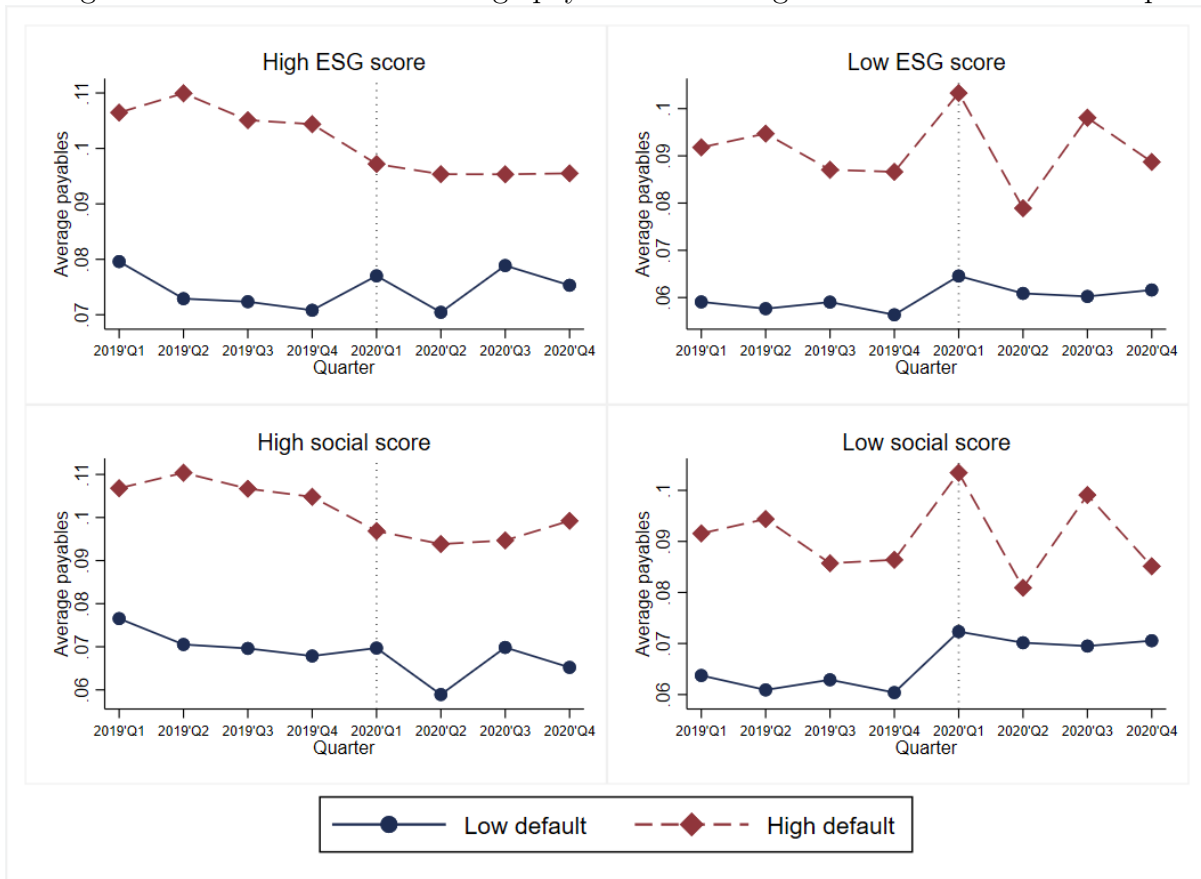 High ESG score
Average payables
.11
.1
.09
.08
.07
2019'Q1 2019'Q2 2019'Q3 2019'Q4 2020'Q1 2020'Q2 2020'Q3 2020'Q4
Quarter
Low ESG score
Average payables
.1
.09
.08
.07
.06
2019'Q1 2019'Q2 2019'Q3 2019'Q4 2020'Q1 2020'Q2 2020'Q3 2020'Q4
Quarter
High social score
Average payables
.11
.1
.09
.08
.07
.06
2019'Q1 2019'Q2 2019'Q3 2019'Q4 2020'Q1 2020'Q2 2020'Q3 2020'Q4
Quarter
Low social score
Average payables
.1
.09
.08
.07
.06
2019'Q1 2019'Q2 2019'Q3 2019'Q4 2020'Q1 2020'Q2 2020'Q3 2020'Q4
Quarter
Low default High default